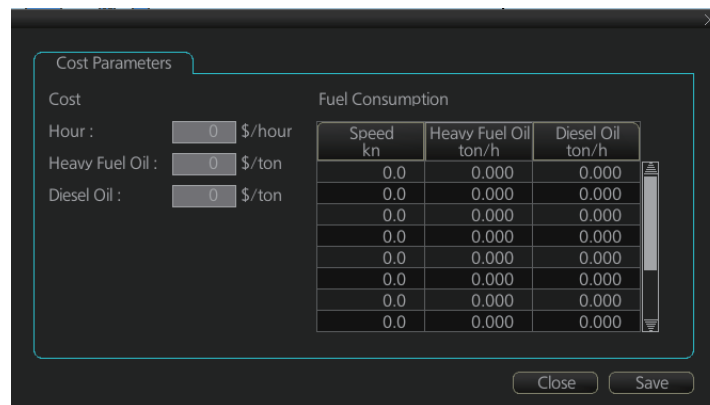 Cost Parameters
Cost
Hour : 0 $/hour
Heavy Fuel Oil : 0 $/ton
Diesel Oil : 0 $/ton
Fuel Consumption
Speed kn Heavy Fuel Oil ton/h Diesel Oil ton/h
0.0 0.000 0.000
0.0 0.000 0.000
0.0 0.000 0.000
0.0 0.000 0.000
0.0 0.000 0.000
0.0 0.000 0.000
0.0 0.000 0.000
0.0 0.000 0.000
Close Save